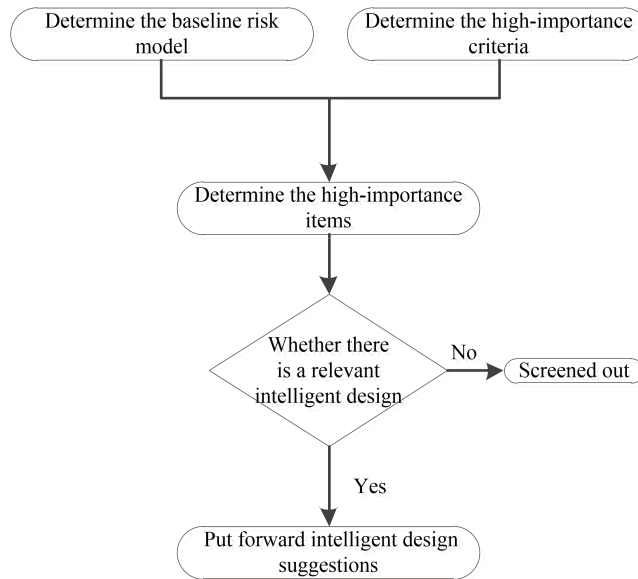 Determine the baseline risk
model
Determine the high-importance
criteria
Determine the high-importance
items
Whether there
is a relevant
intelligent design
No
Screened out
Yes
Put forward intelligent design
suggestions